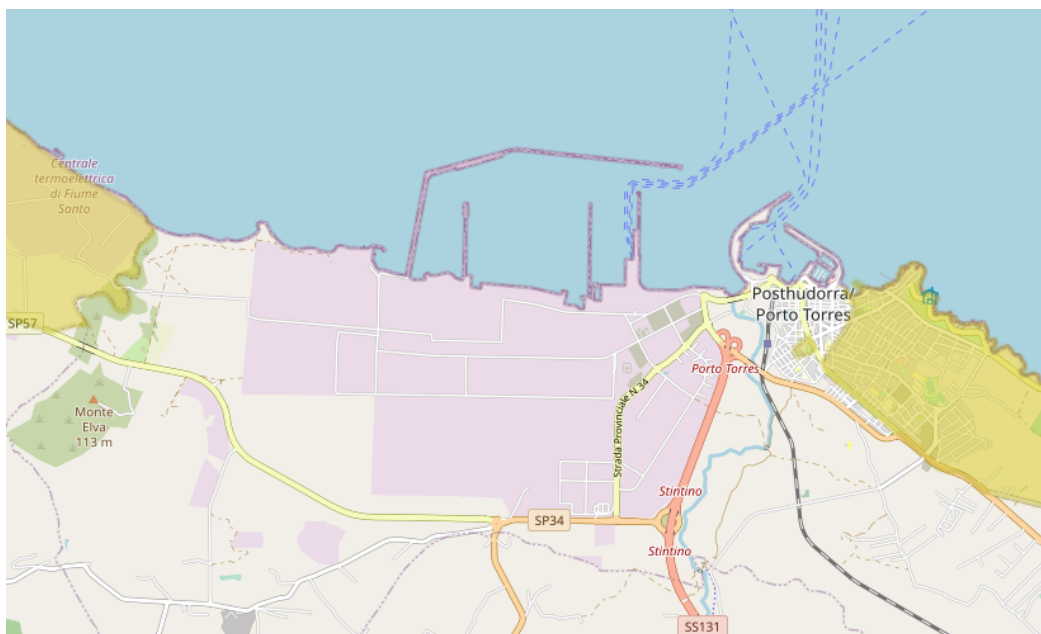 Centrale
termoelettrica
di Fiume
Santo
Posthudorra/
Porto Torres
SP57
Porto Torres
Strada Provinciale N 34
Monte
Elva
113 m
Stintino
SP34
Stintino
SS131